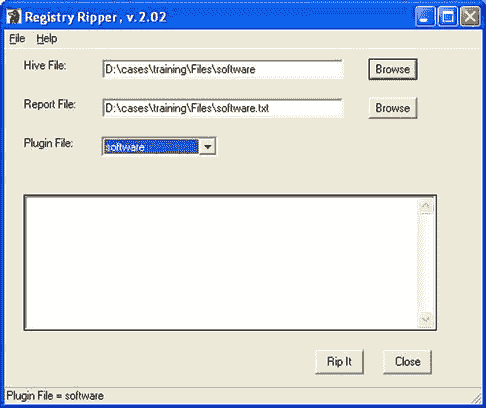 Registry Ripper, v.2.02
File Help
Hive File: D:\cases\training\Files\software Browse
Report File: D:\cases\training\Files\software.txt Browse
Plugin File: software
Rip It Close
Plugin File = software